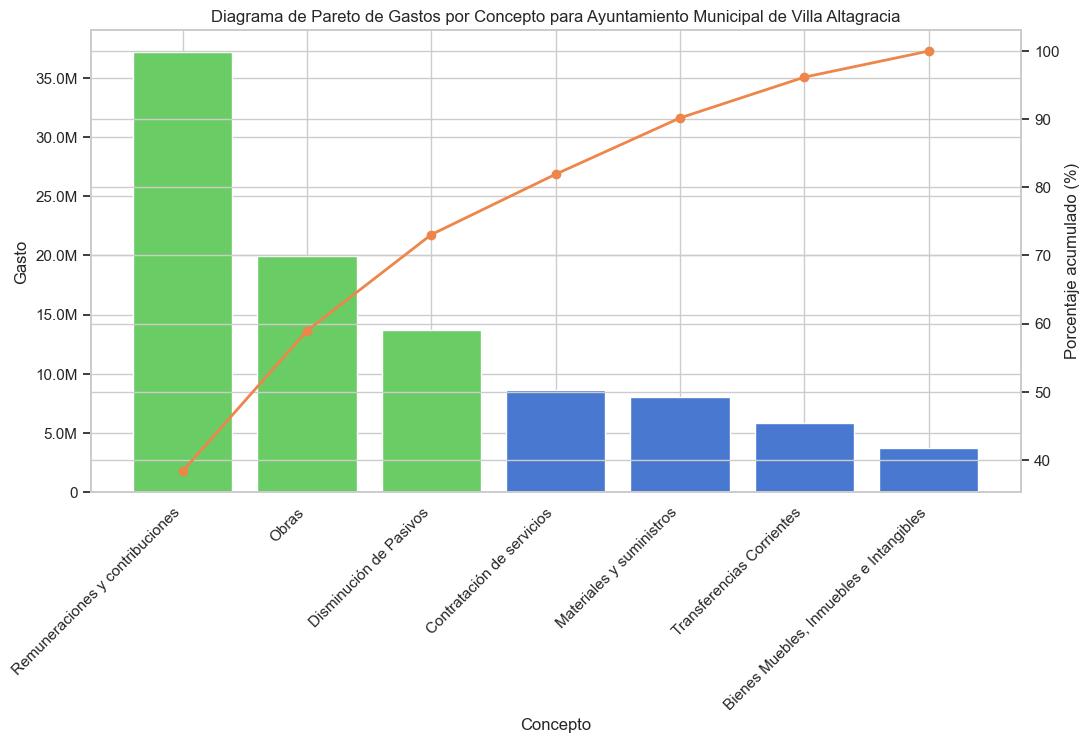 Diagrama de Pareto de Gastos por Concepto para Ayuntamiento Municipal de Villa Altagracia
Gasto
35.0M
30.0M
25.0M
20.0M
15.0M
10.0M
5.0M
0
100
90
80
70
60
50
40
Porcentaje acumulado (%)
Remuneraciones y contribuciones
Obras
Disminución de Pasivos
Contratación de servicios
Materiales y suministros
Transferencias Corrientes
Bienes Muebles, Inmuebles e Intangibles
Concepto